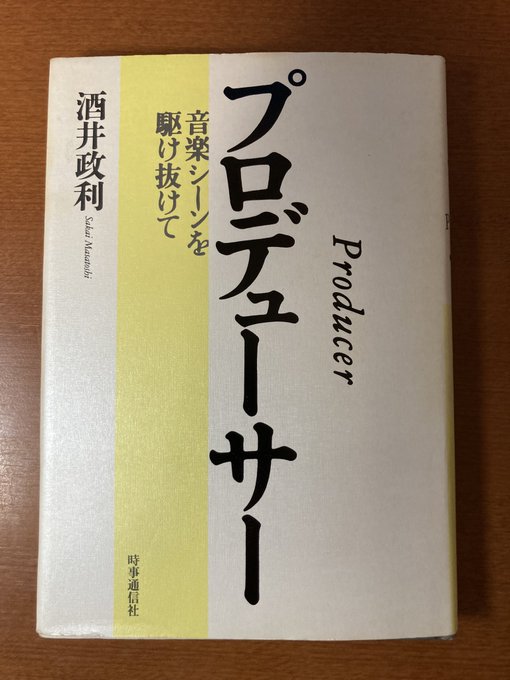 Producer
プロデューサー
音楽シーンを
駆け抜けて
酒井政利
Sakai Masatoshi
時事通信社